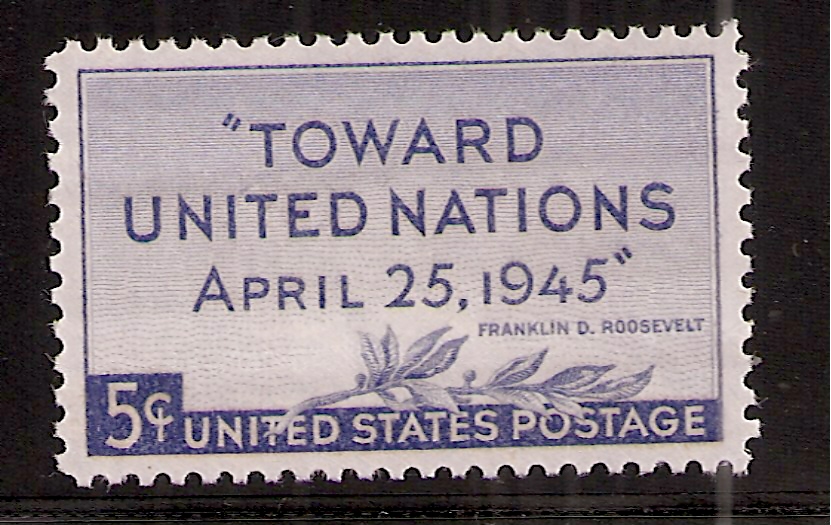 "TOWARD
UNITED NATIONS
APRIL 25, 1945"
FRANKLIN D. ROOSEVELT
5¢ UNITED STATES POSTAGE